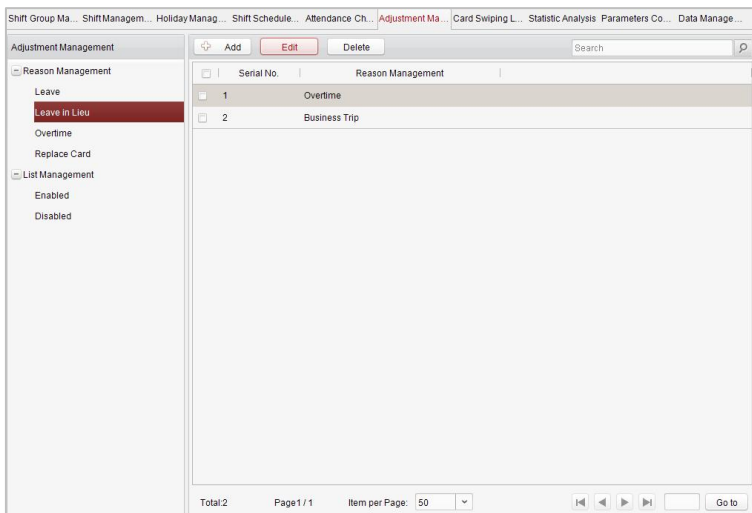 Shift Group Ma... Shift Managem... Holiday Manag... Shift Schedule... Attendance Ch... Adjustment Ma... Card Swiping L... Statistic Analysis Parameters Co... Data Manage...
Adjustment Management
Add Edit Delete Search
Reason Management
Leave
Leave in Lieu
Overtime
Replace Card
List Management
Enabled
Disabled
Serial No. Reason Management
1 Overtime
2 Business Trip
Total:2 Page1 / 1 Item per Page: 50 Go to